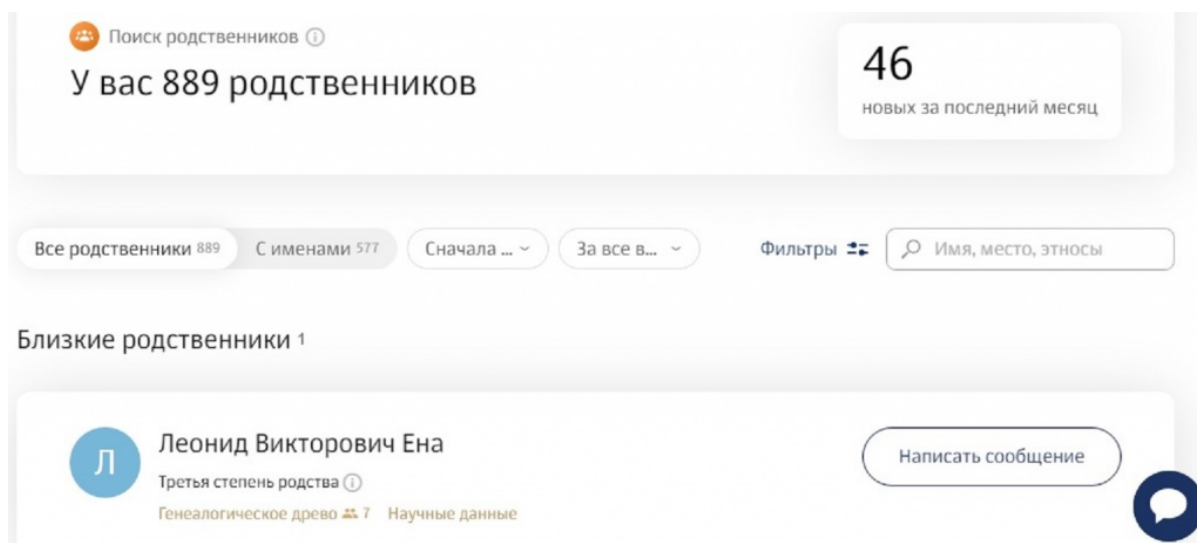 Поиск родственников
У вас 889 родственников
46
новых за последний месяц
Все родственники 889 С именами 577 Сначала ... За все в... Фильтры Имя, место, этносы
Близкие родственники 1
Л
Леонид Викторович Ена
Третья степень родства
Генеалогическое древо 7 Научные данные
Написать сообщение